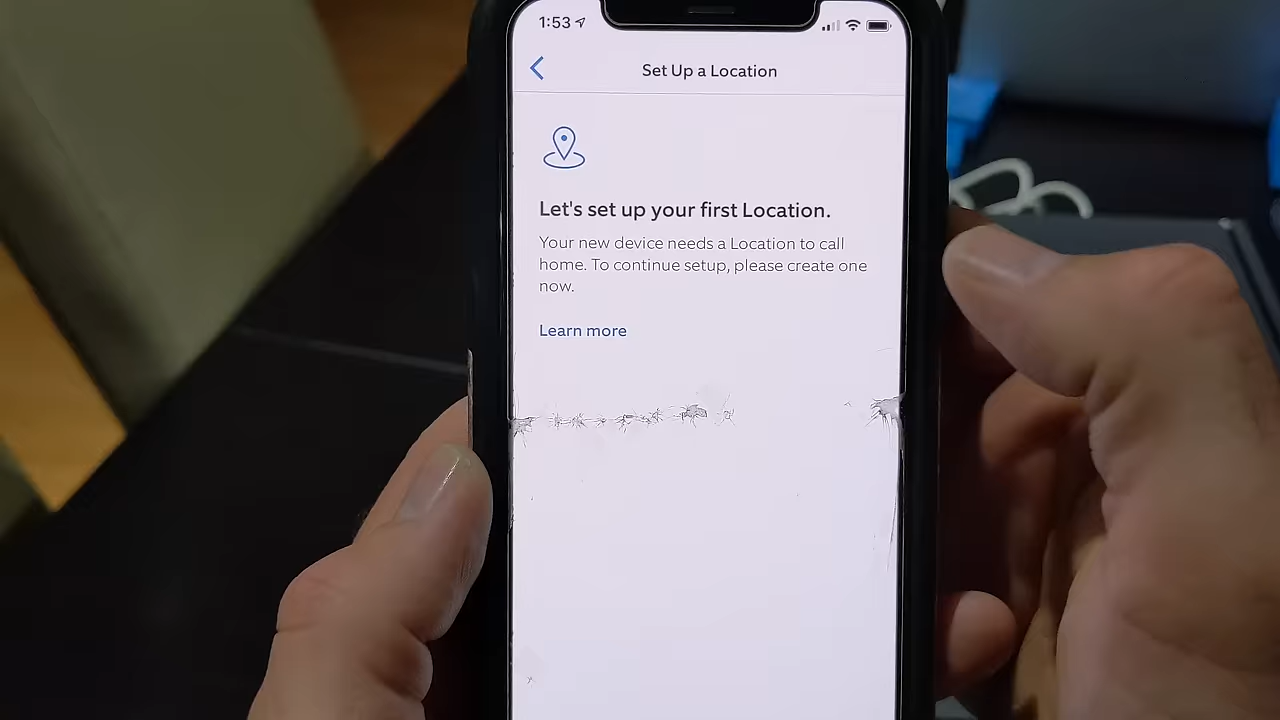 1:53
Set Up a Location
Let's set up your first Location.
Your new device needs a Location to call
home. To continue setup, please create one
now.
Learn more